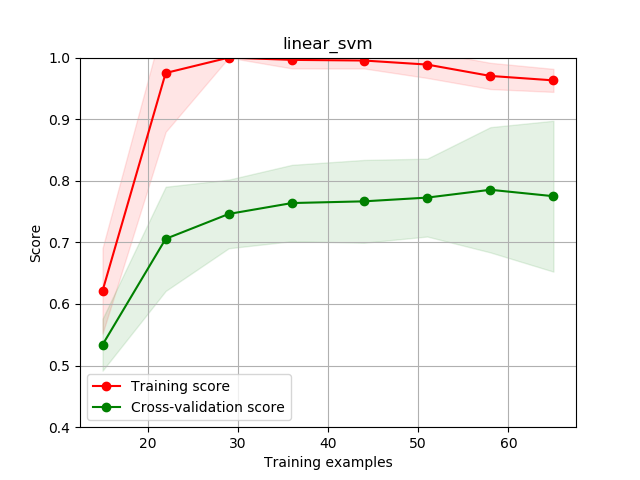 linear_svm
1.0
0.9
0.8
0.7
0.6
0.5
0.4
Score
Training score
Cross-validation score
20
30
40
50
60
Training examples